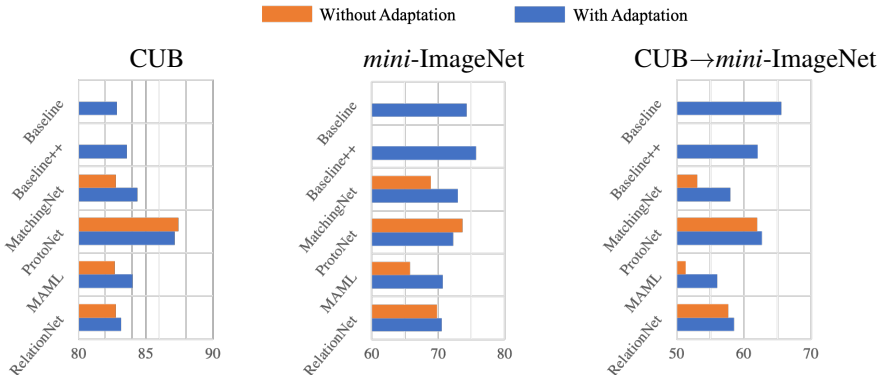 Without Adaptation With Adaptation
CUB
Baseline
Baseline++
MatchingNet
ProtoNet
MAML
RelationNet
80 85 90
mini-ImageNet
Baseline
Baseline++
MatchingNet
ProtoNet
MAML
RelationNet
60 70 80
CUB→mini-ImageNet
Baseline
Baseline++
MatchingNet
ProtoNet
MAML
RelationNet
50 60 70